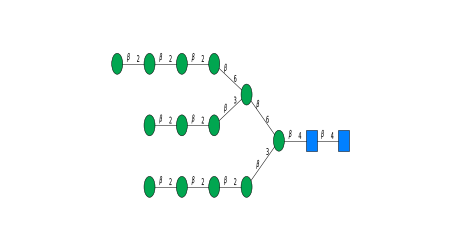 β 2 β 2 β 2 β 6
β 2 β 2 β 3 β 6
β 4 β 4
β 2 β 2 β 2 β 3